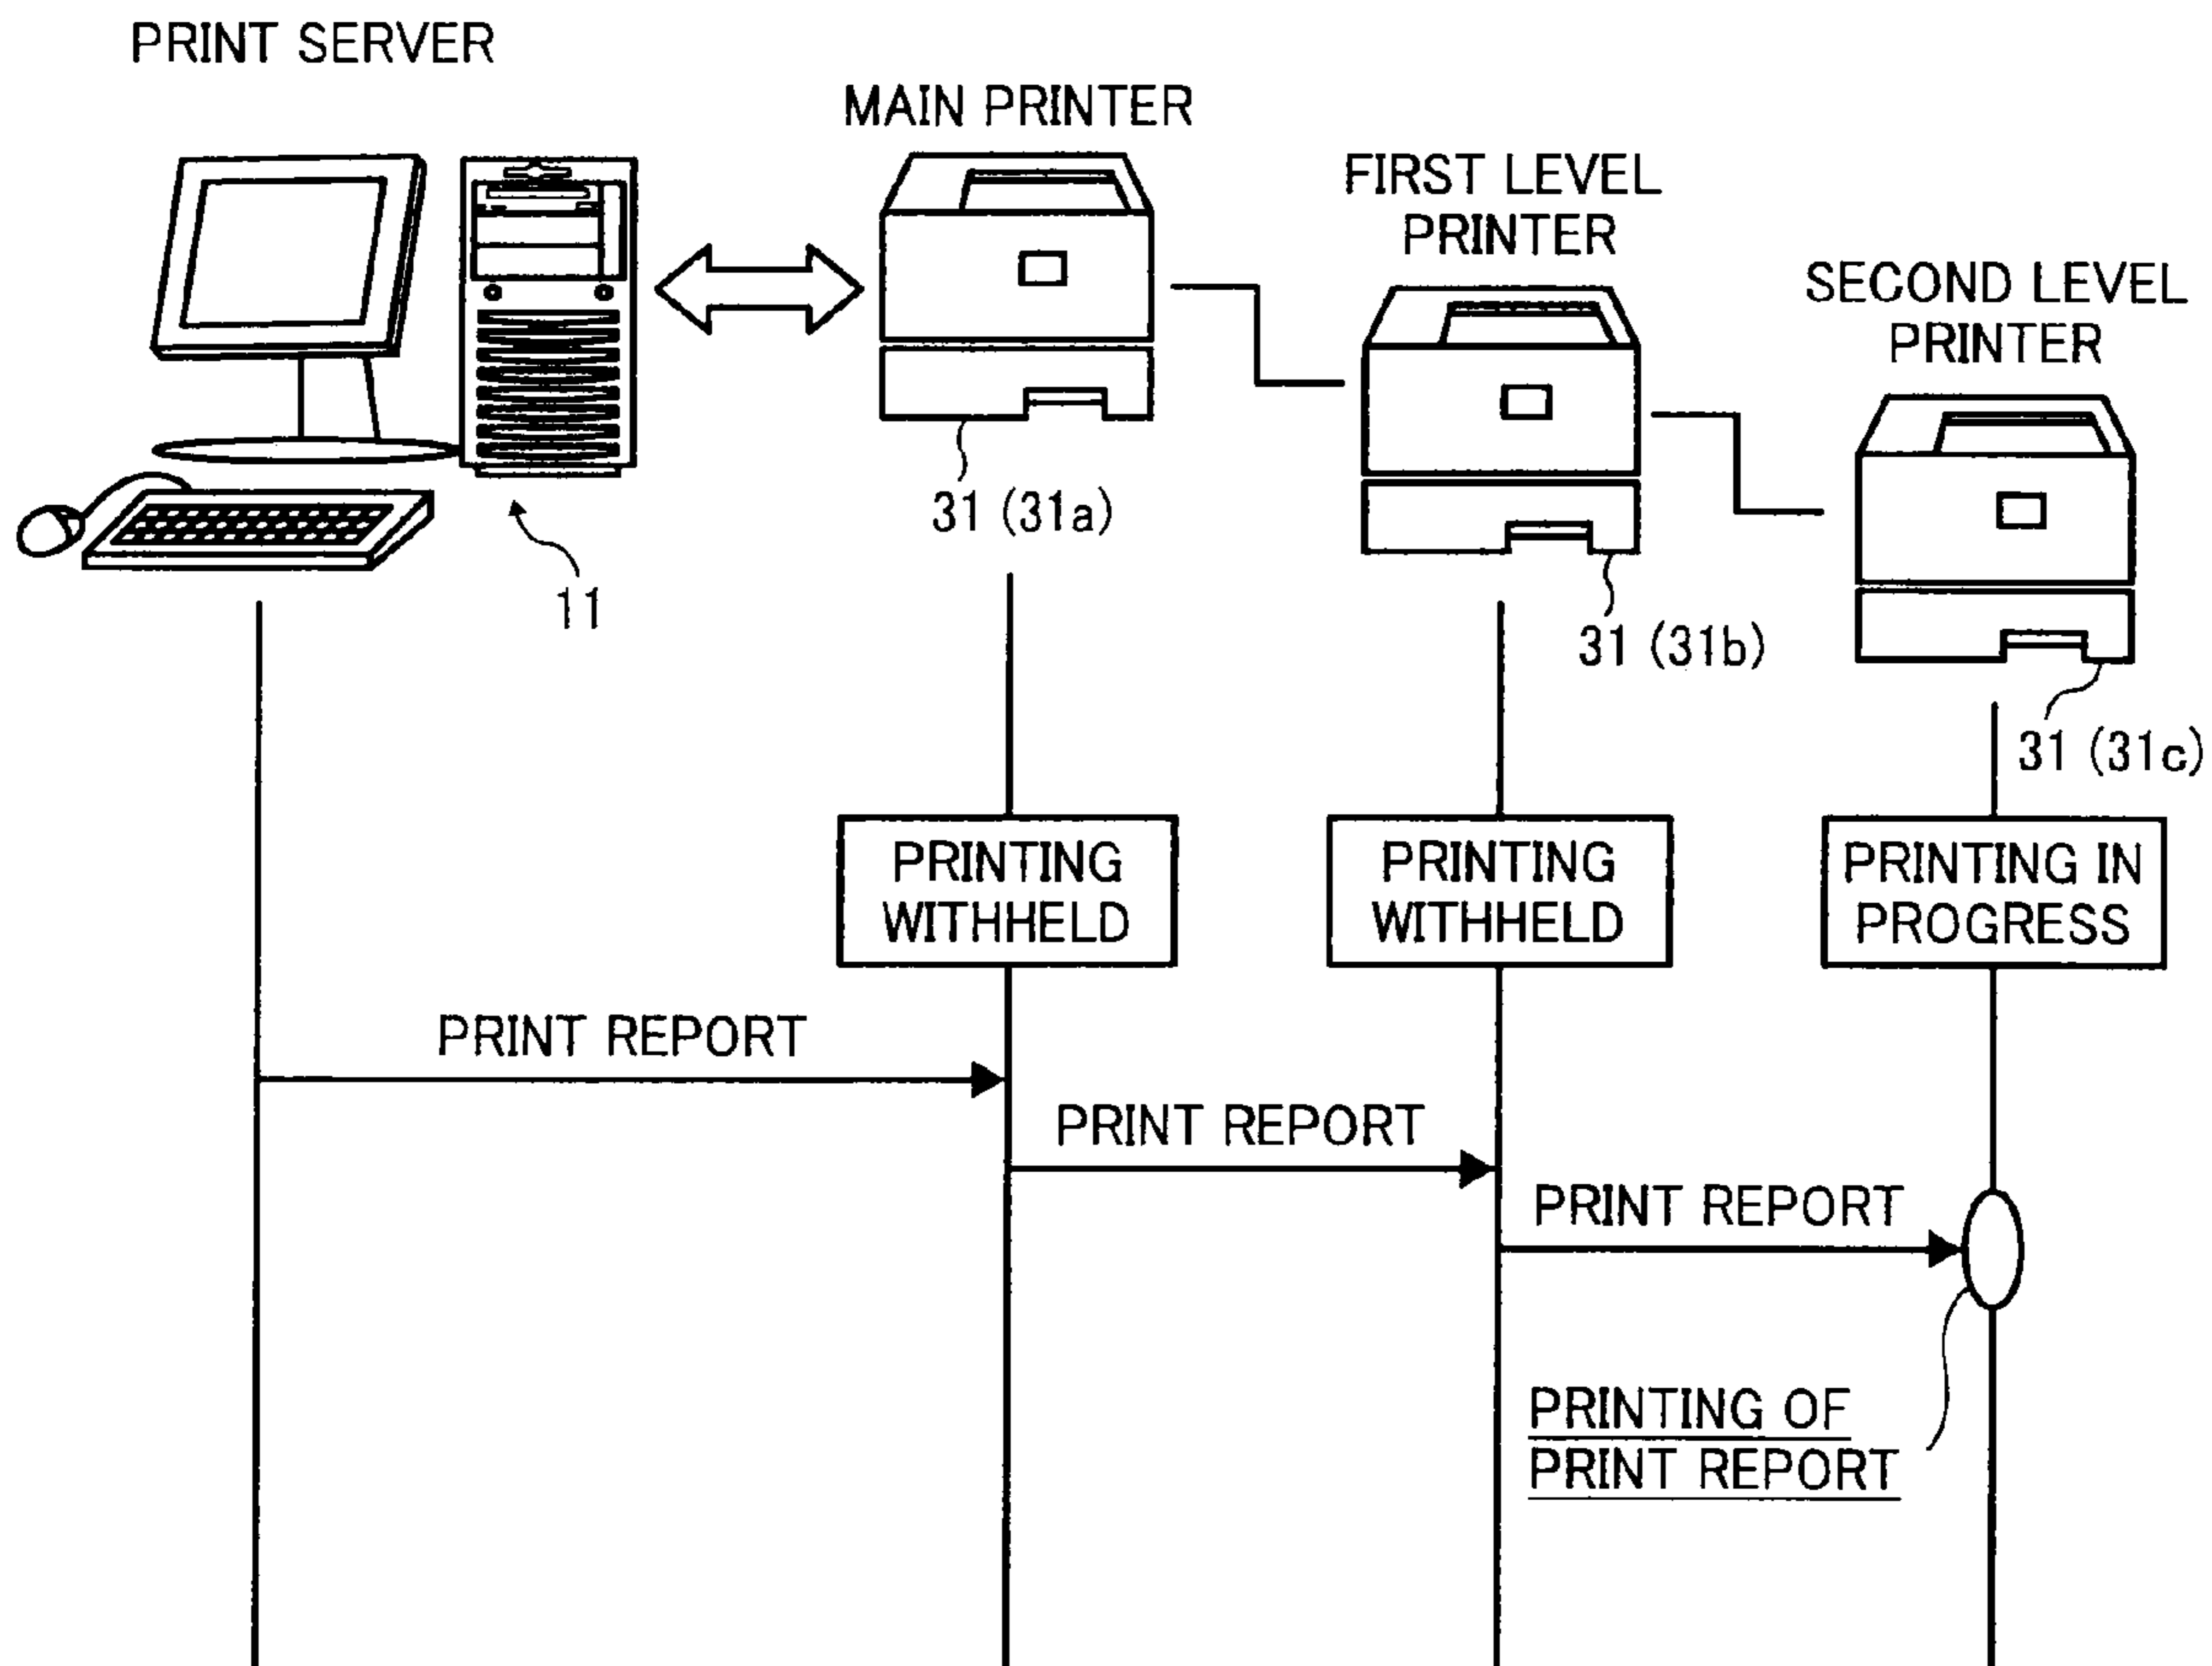 PRINT SERVER
MAIN PRINTER
FIRST LEVEL
PRINTER
SECOND LEVEL
PRINTER
31 (31a)
11
31 (31b)
31 (31c)
PRINTING
WITHHELD
PRINTING
WITHHELD
PRINTING IN
PROGRESS
PRINT REPORT
PRINT REPORT
PRINT REPORT
PRINTING OF
PRINT REPORT